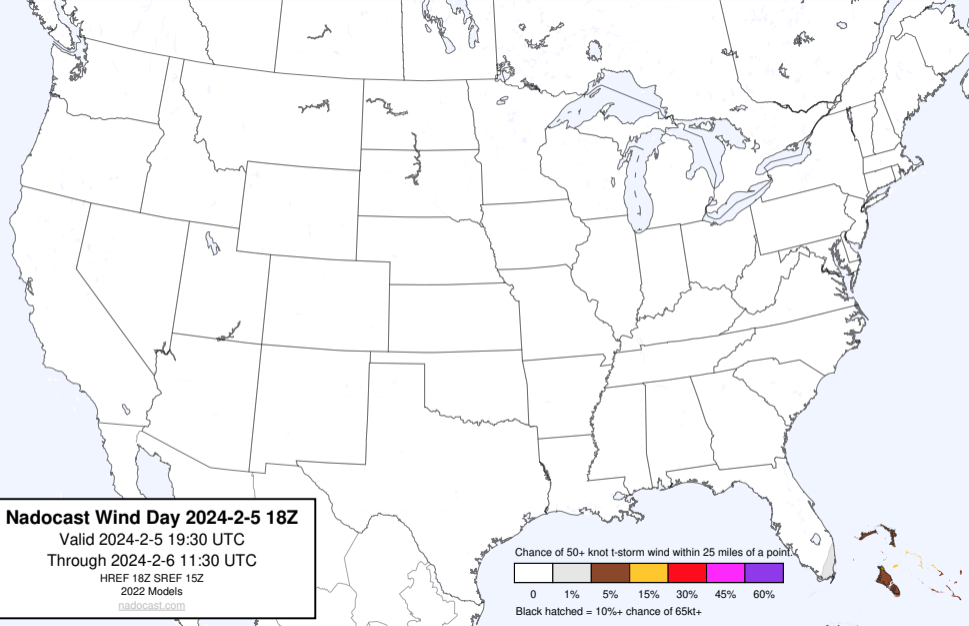 Nadocast Wind Day 2024-2-5 18Z
Valid 2024-2-5 19:30 UTC
Through 2024-2-6 11:30 UTC
HREF 18Z SREF 15Z
2022 Models
nadocast.com
Chance of 50+ knot t-storm wind within 25 miles of a point.
0 1% 5% 15% 30% 45% 60%
Black hatched = 10%+ chance of 65kt+